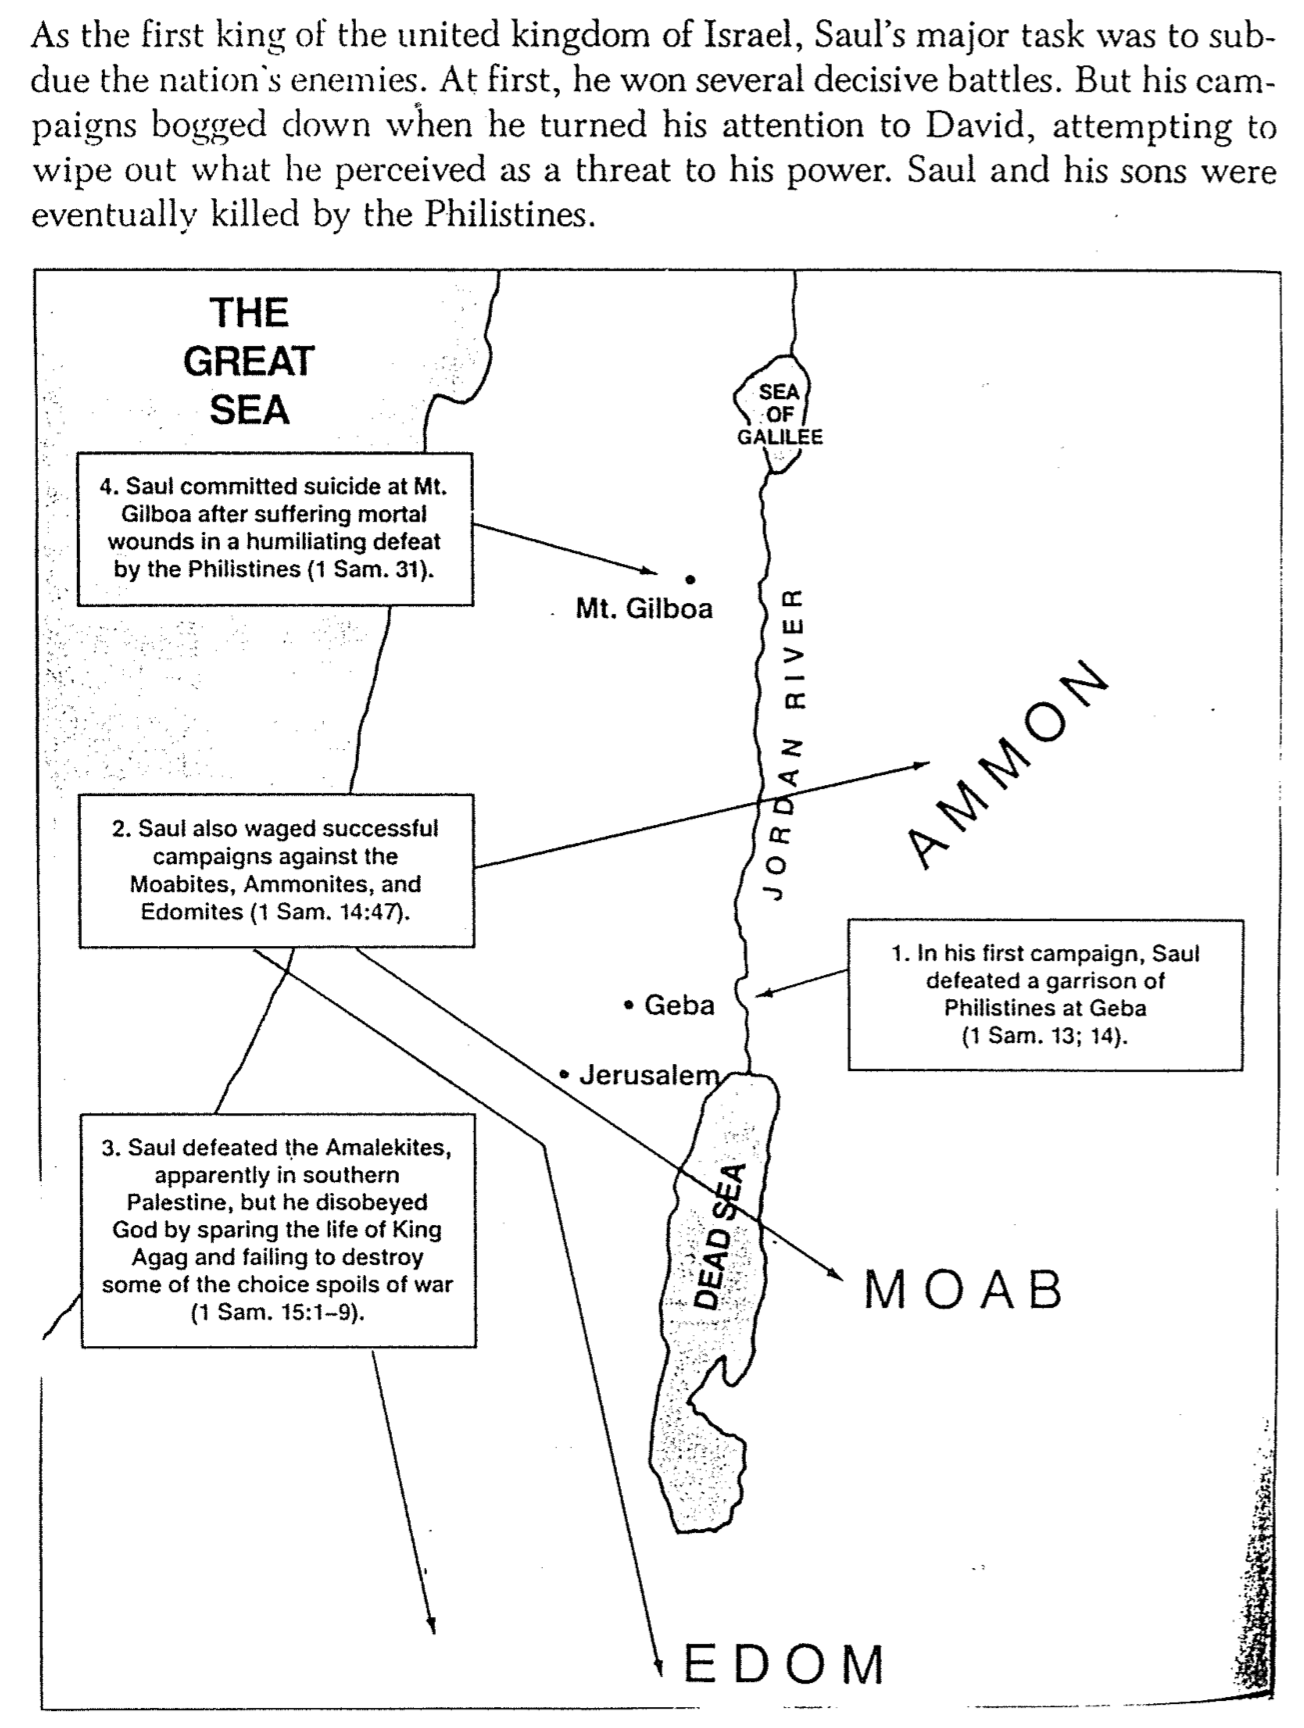 As the first king of the united kingdom of Israel, Saul's major task was to sub-
due the nation's enemies. At first, he won several decisive battles. But his cam-
paigns bogged down when he turned his attention to David, attempting to
wipe out what he perceived as a threat to his power. Saul and his sons were
eventually killed by the Philistines.
THE
GREAT
SEA
SEA
OF
GALILEE
4. Saul committed suicide at Mt.
Gilboa after suffering mortal
wounds in a humiliating defeat
by the Philistines (1 Sam. 31).
Mt. Gilboa
JORDAN RIVER
AMMON
2. Saul also waged successful
campaigns against the
Moabites, Ammonites, and
Edomites (1 Sam. 14:47).
1. In his first campaign, Saul
defeated a garrison of
Philistines at Geba
(1 Sam. 13; 14).
Geba
Jerusalem
3. Saul defeated the Amalekites,
apparently in southern
Palestine, but he disobeyed
God by sparing the life of King
Agag and failing to destroy
some of the choice spoils of war
(1 Sam. 15:1–9).
DEAD SEA
MOAB
EDOM